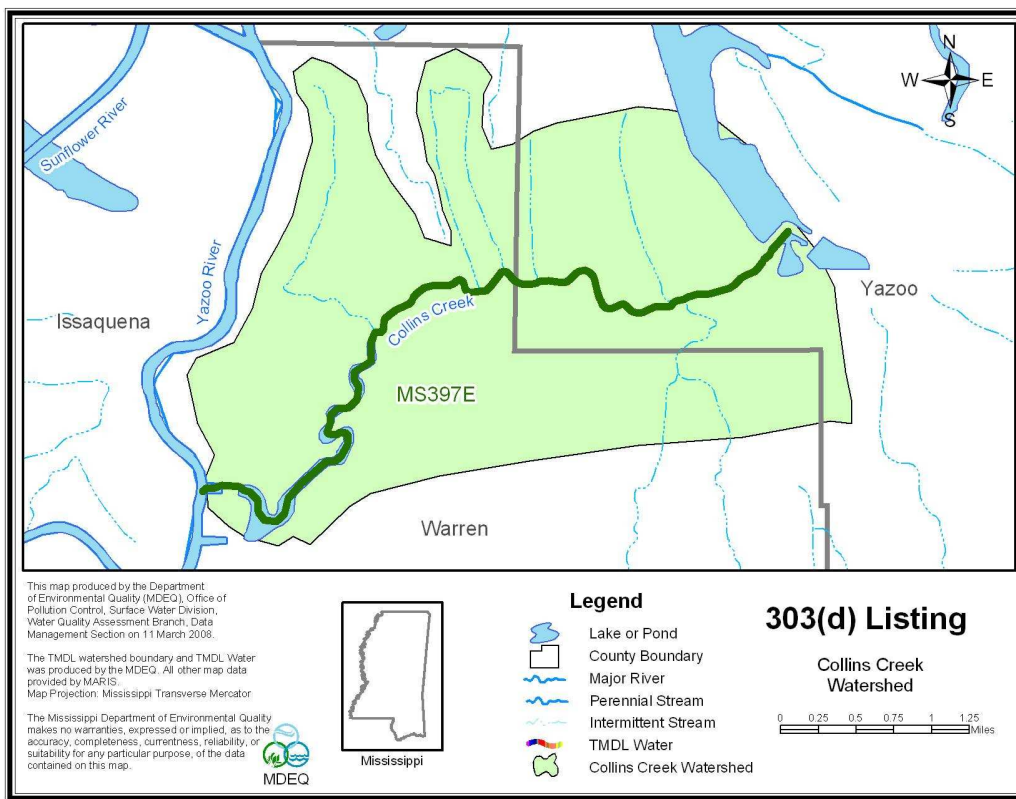 N
W
E
S
Sunflower River
Yazoo River
Collins Creek
Issaquena
Yazoo
MS397E
Warren
This map produced by the Department
of Environmental Quality (MDEQ), Office of
Pollution Control, Surface Water Division,
Water Quality Assessment Branch, Data
Management Section on 11 March 2008.
The TMDL watershed boundary and TMDL Water
was produced by the MDEQ. All other map data
provided by MARIS.
Map Projection: Mississippi Transverse Mercator
The Mississippi Department of Environmental Quality
makes no warranties, expressed or implied, as to the
accuracy, completeness, currentness, reliability, or
suitability for any particular purpose, of the data
contained on this map.
MDEQ
Mississippi
Legend
Lake or Pond
County Boundary
Major River
Perennial Stream
Intermittent Stream
TMDL Water
Collins Creek Watershed
303(d) Listing
Collins Creek
Watershed
0 0.25 0.5 0.75 1 1.25
Miles